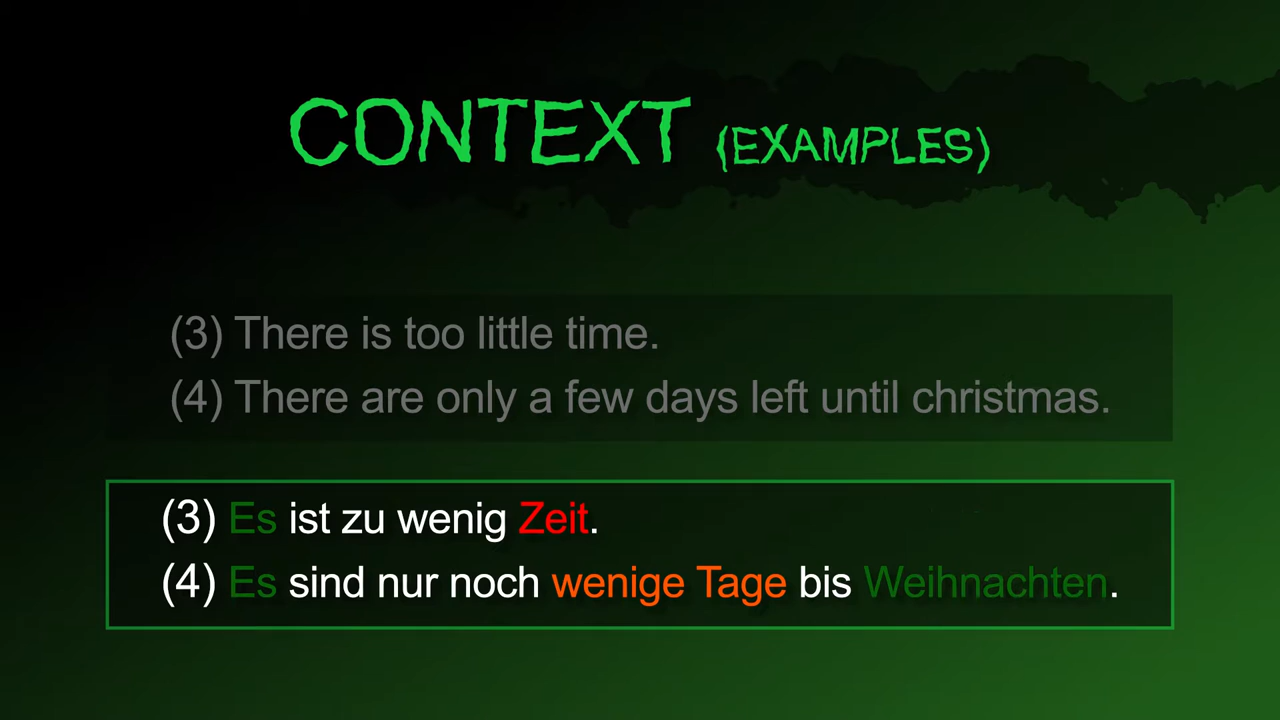 CONTEXT (EXAMPLES)
(3) There is too little time.
(4) There are only a few days left until christmas.
(3) Es ist zu wenig Zeit.
(4) Es sind nur noch wenige Tage bis Weihnachten.